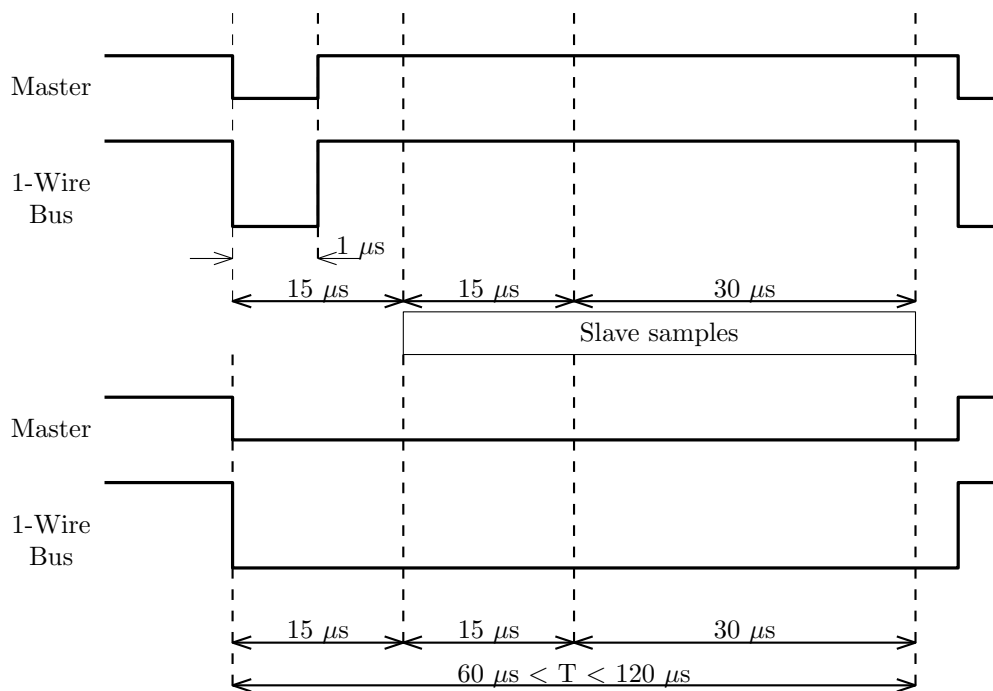 Master
1-Wire
Bus
1 μs
15 μs
15 μs
30 μs
Slave samples
Master
1-Wire
Bus
15 μs
15 μs
30 μs
60 μs < T < 120 μs